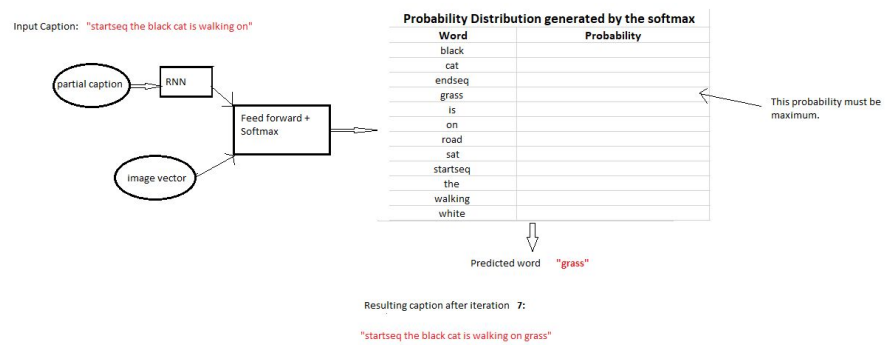 Input Caption: "startseq the black cat is walking on"
Probability Distribution generated by the softmax
Word Probability
black
cat
endseq
grass
is
on
road
sat
startseq
the
walking
white
partial caption
RNN
Feed forward +
Softmax
image vector
This probability must be
maximum.
Predicted word "grass"
Resulting caption after iteration 7:
"startseq the black cat is walking on grass"